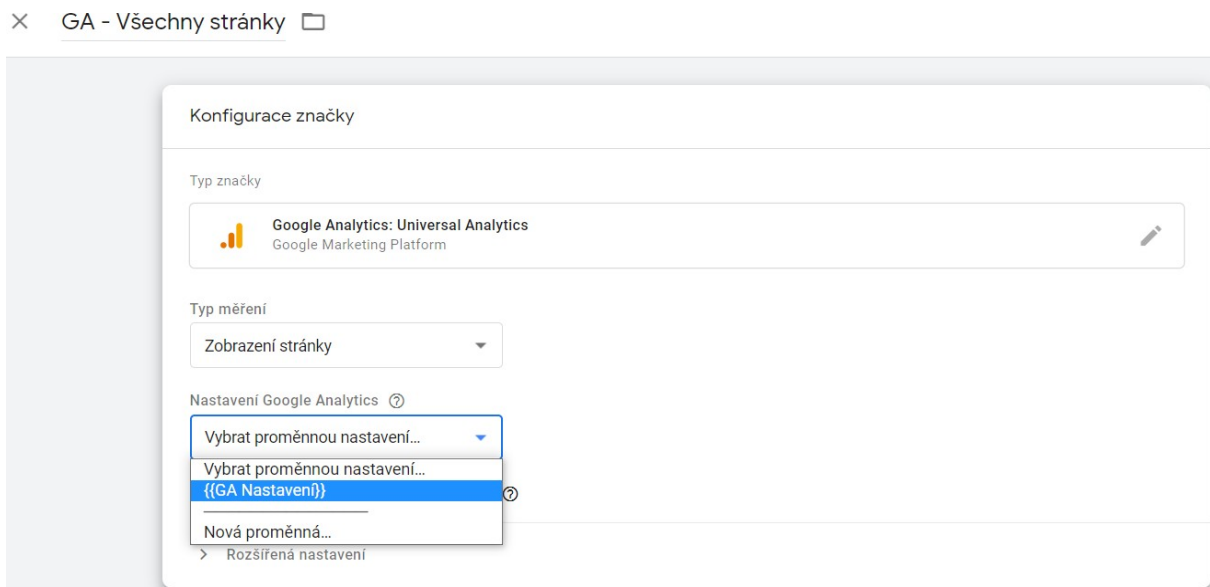 GA - Všechny stránky
Konfigurace značky
Typ značky
Google Analytics: Universal Analytics
Google Marketing Platform
Typ měření
Zobrazení stránky
Nastavení Google Analytics
Vybrat proměnnou nastavení...
Vybrat proměnnou nastavení...
{{GA Nastavení}}
Nová proměnná...
Rozšířená nastavení